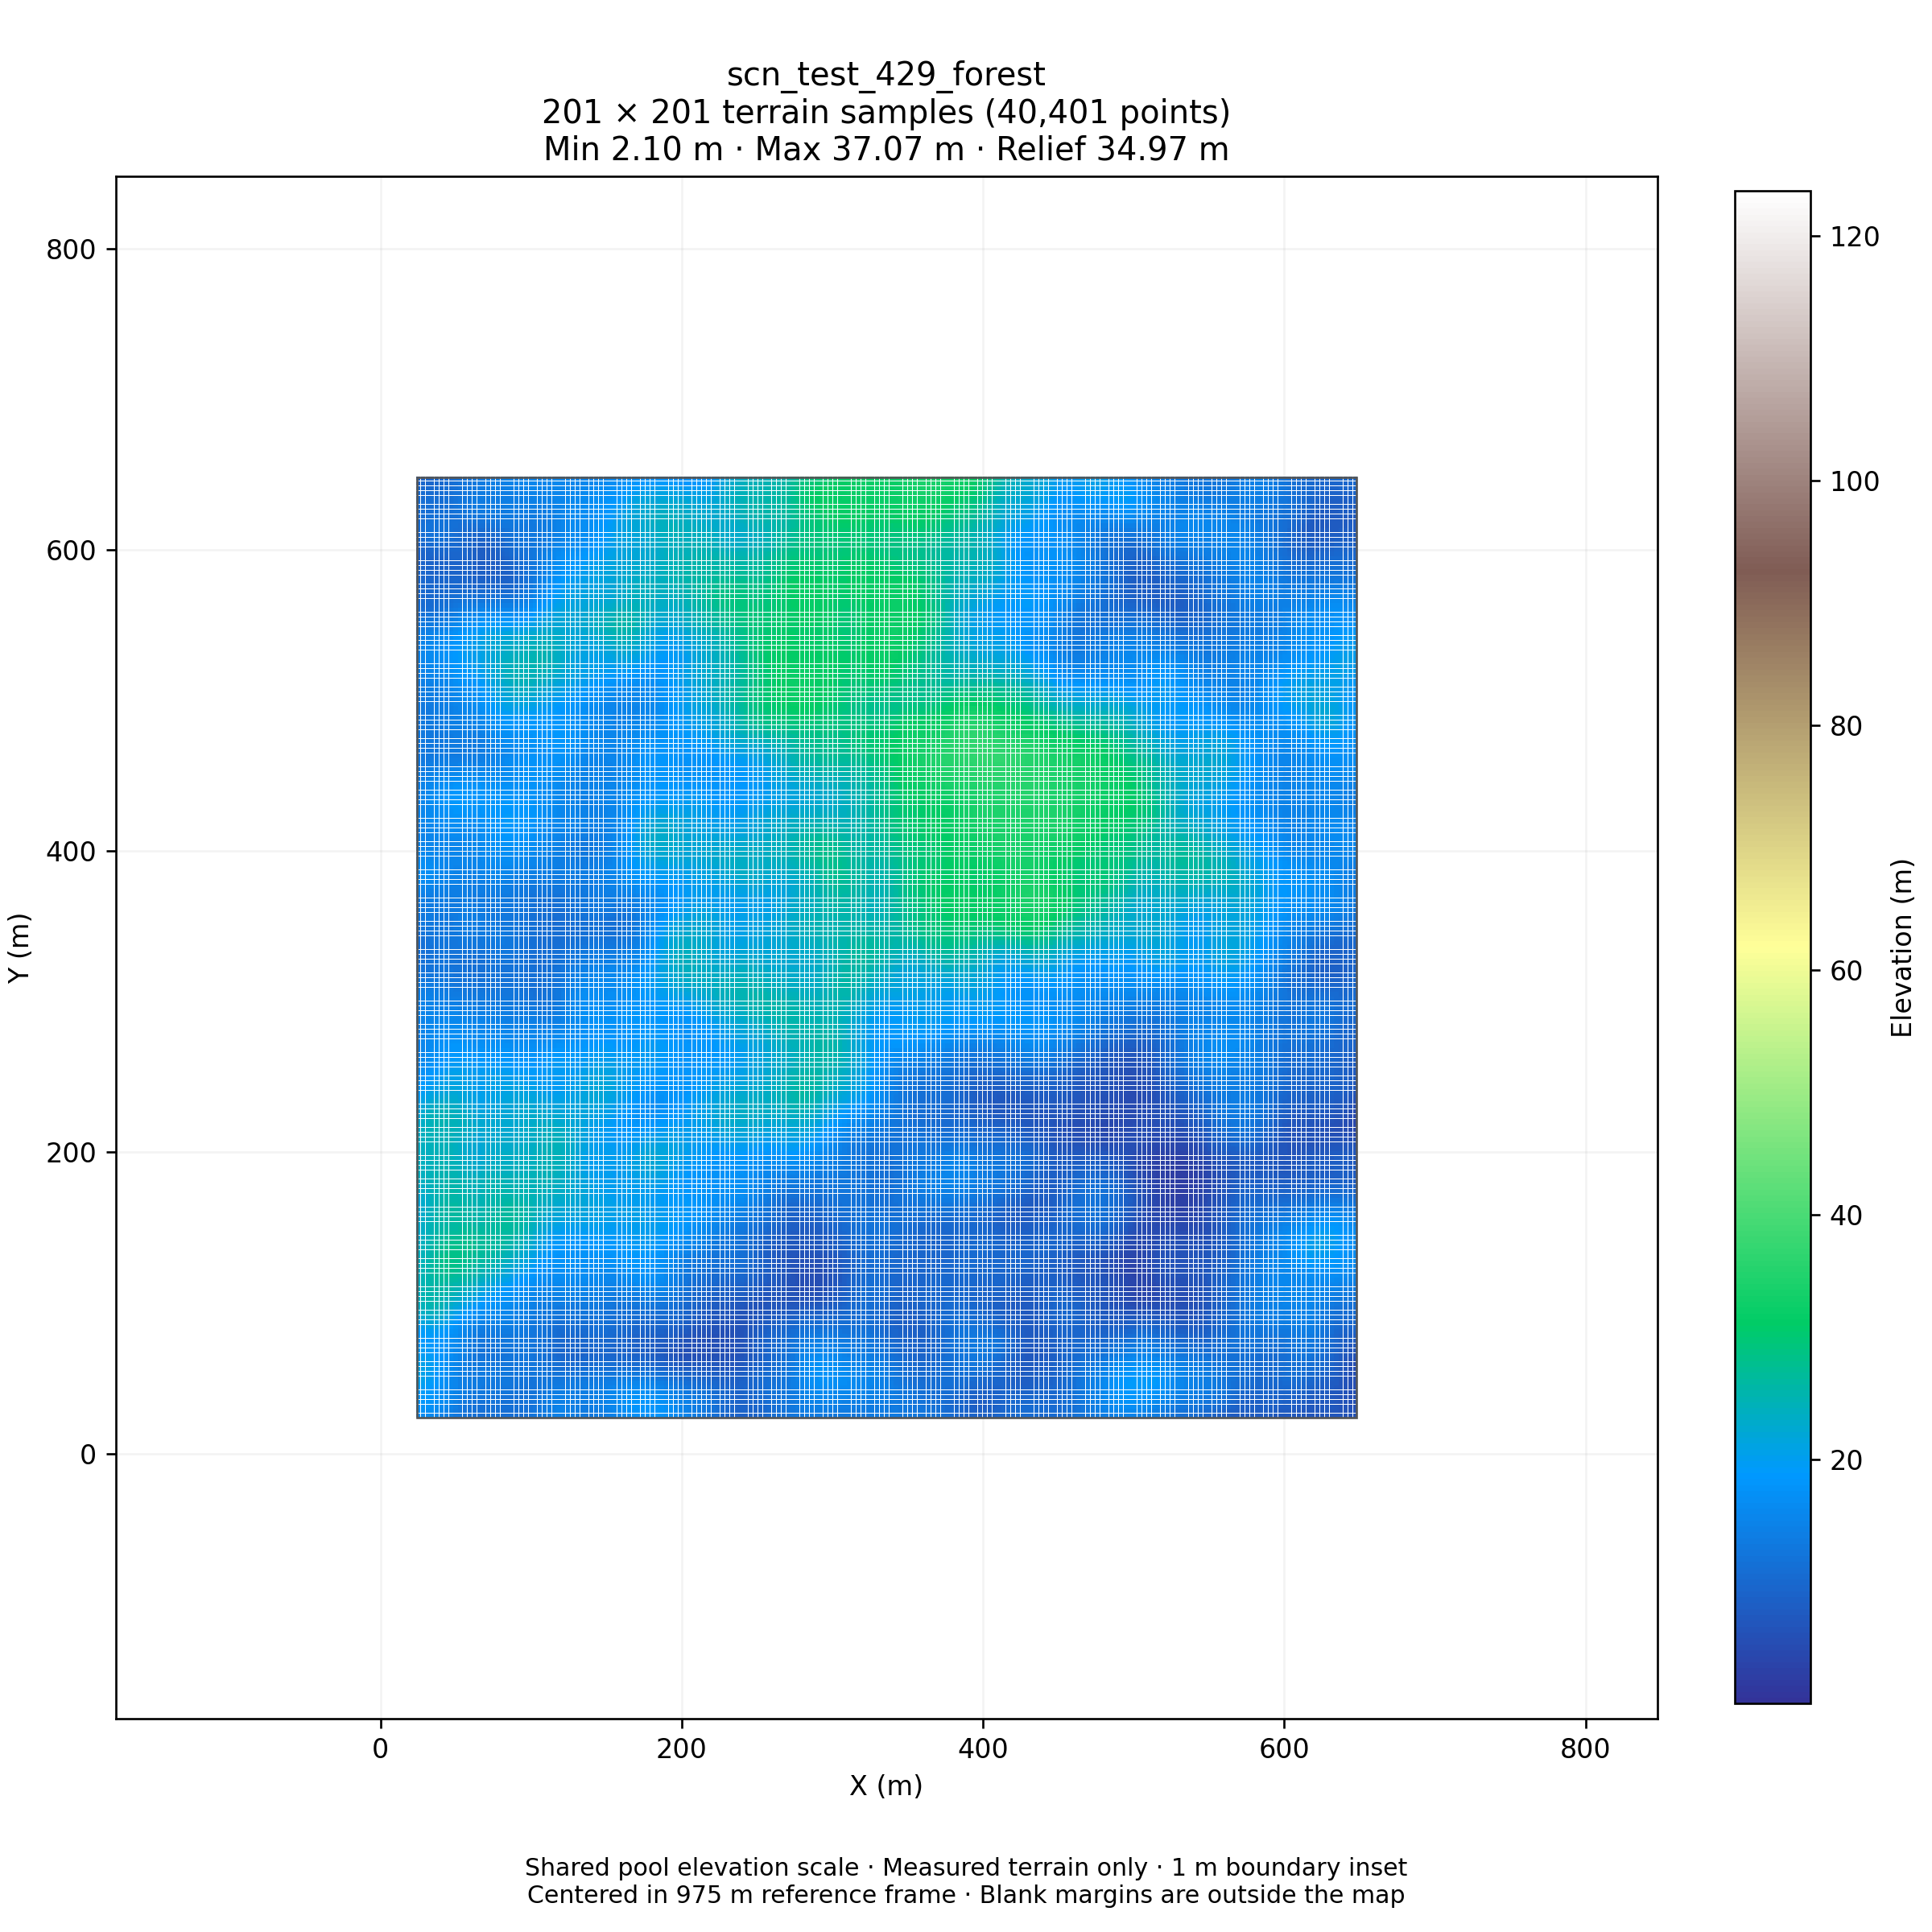 scn_test_429_forest
201 × 201 terrain samples (40,401 points)
Min 2.10 m · Max 37.07 m · Relief 34.97 m
800
600
400
200
0
Y (m)
0
200
400
600
800
X (m)
120
100
80
60
40
20
Elevation (m)
Shared pool elevation scale · Measured terrain only · 1 m boundary inset
Centered in 975 m reference frame · Blank margins are outside the map